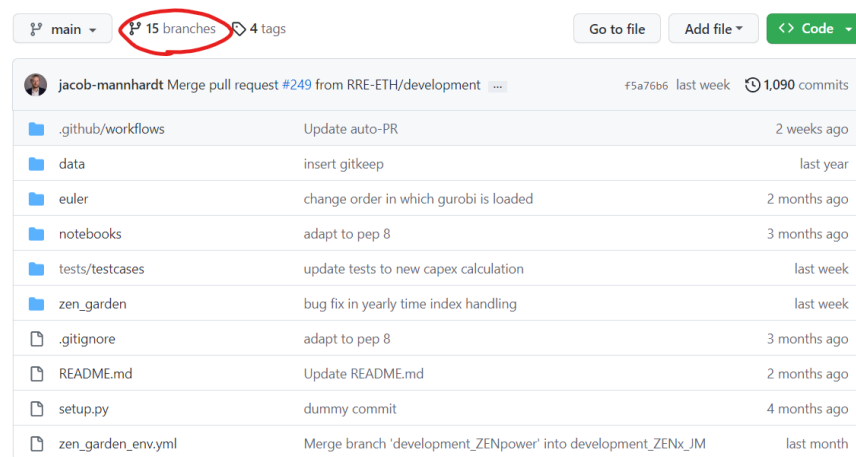 main 15 branches 4 tags Go to file Add file Code
jacob-mannhardt Merge pull request #249 from RRE-ETH/development ... f5a76b6 last week 1,090 commits
.github/workflows Update auto-PR 2 weeks ago
data insert gitkeep last year
euler change order in which gurobi is loaded 2 months ago
notebooks adapt to pep 8 3 months ago
tests/testcases update tests to new capex calculation last week
zen_garden bug fix in yearly time index handling last week
.gitignore adapt to pep 8 3 months ago
README.md Update README.md 2 months ago
setup.py dummy commit 4 months ago
zen_garden_env.yml Merge branch 'development_ZENpower' into development_ZENx_JM last month